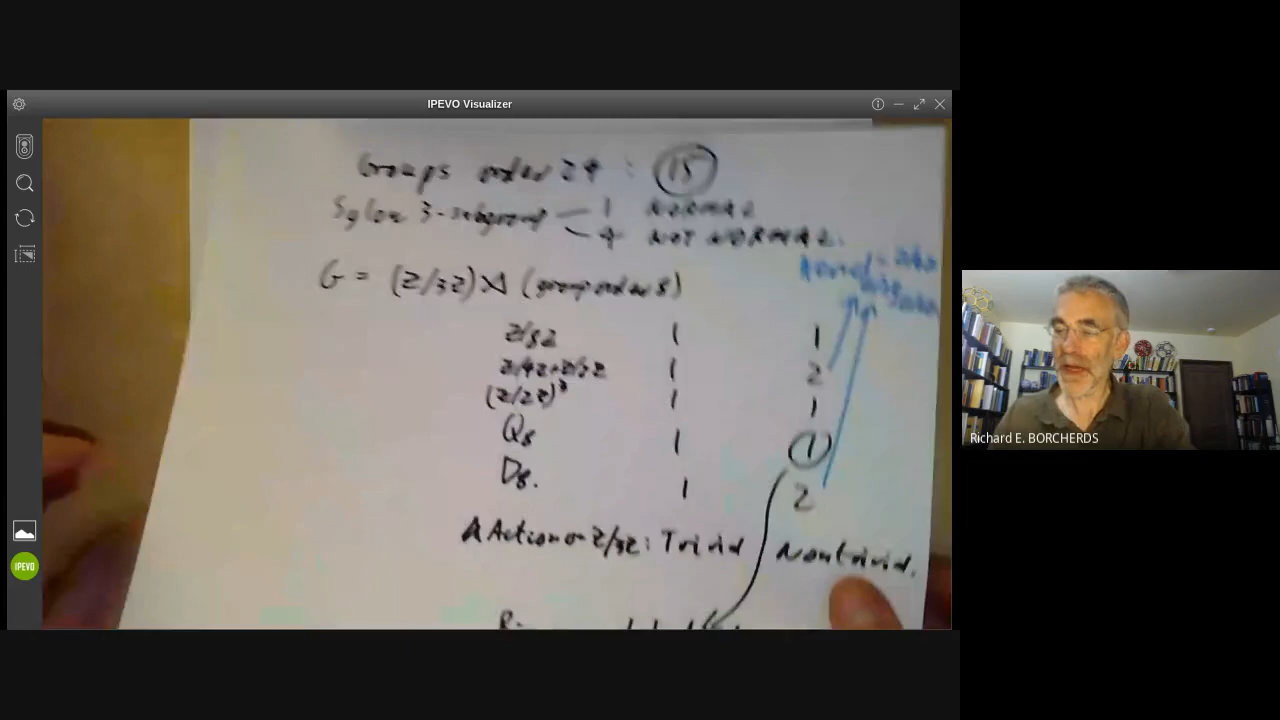 IPEVO Visualizer
Groups order 24 : 15
Sylow 3-subgroup 1 NORMAL
4 NOT NORMAL.
G = (Z/3Z) ⋊ (group order 8)
Z/8Z 1 1
Z/4Z×Z/2Z 1 2
(Z/2Z)³ 1 1
Q8 1 1
D8. 1 2
Action on Z/3Z: Trivial Nontrivial.
IPEVO
Richard E. BORCHERDS